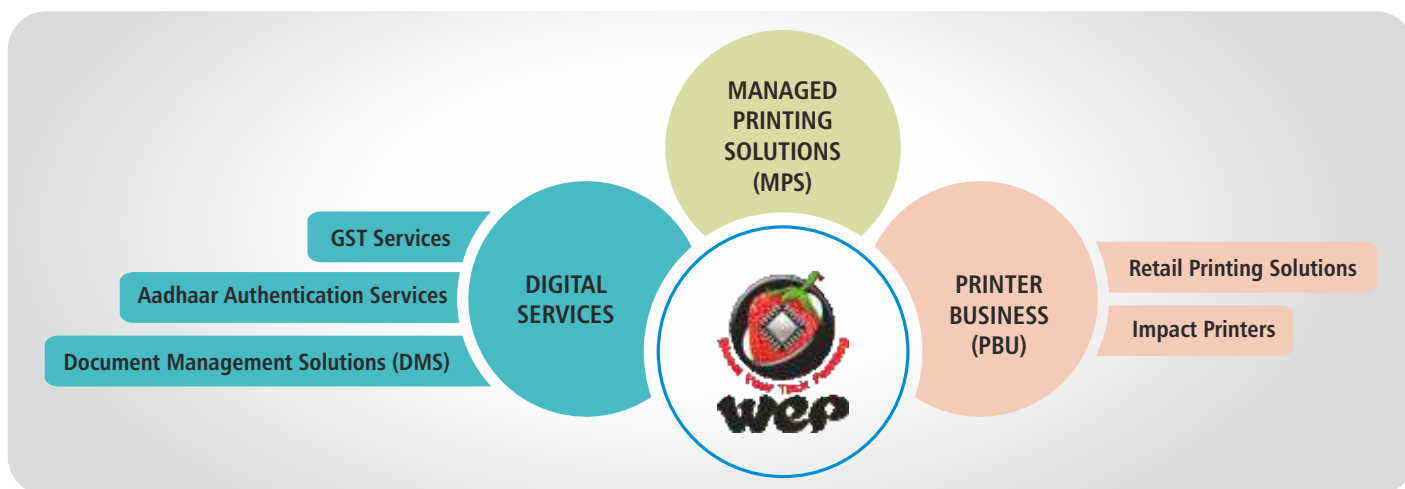 MANAGED
PRINTING
SOLUTIONS
(MPS)
GST Services
Aadhaar Authentication Services
Document Management Solutions (DMS)
DIGITAL
SERVICES
wep
PRINTER
BUSINESS
(PBU)
Retail Printing Solutions
Impact Printers